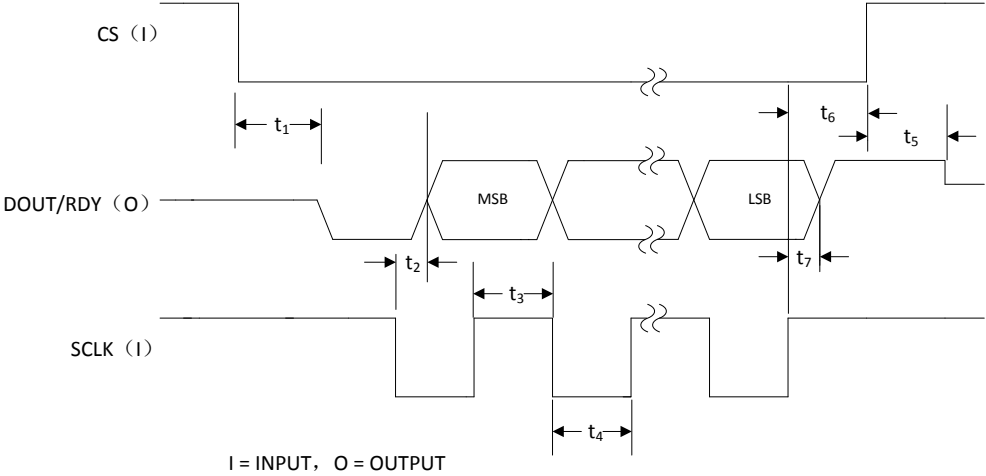 CS（I）
t1
t6
t5
DOUT/RDY（O）
MSB
LSB
t2
t7
t3
SCLK（I）
t4
I = INPUT，O = OUTPUT